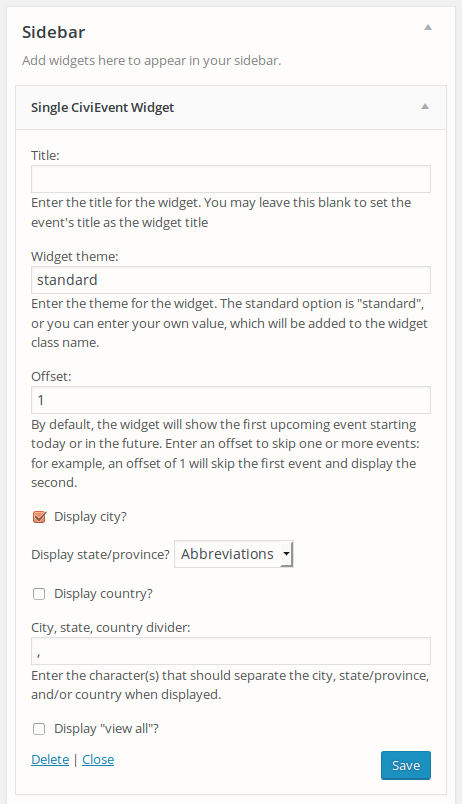 Sidebar
Add widgets here to appear in your sidebar.
Single CiviEvent Widget
Title:
Enter the title for the widget. You may leave this blank to set the
event's title as the widget title
Widget theme:
standard
Enter the theme for the widget. The standard option is "standard",
or you can enter your own value, which will be added to the widget
class name.
Offset:
1
By default, the widget will show the first upcoming event starting
today or in the future. Enter an offset to skip one or more events:
for example, an offset of 1 will skip the first event and display the
second.
Display city?
Display state/province? Abbreviations
Display country?
City, state, country divider:
,
Enter the character(s) that should separate the city, state/province,
and/or country when displayed.
Display "view all"?
Delete | Close
Save